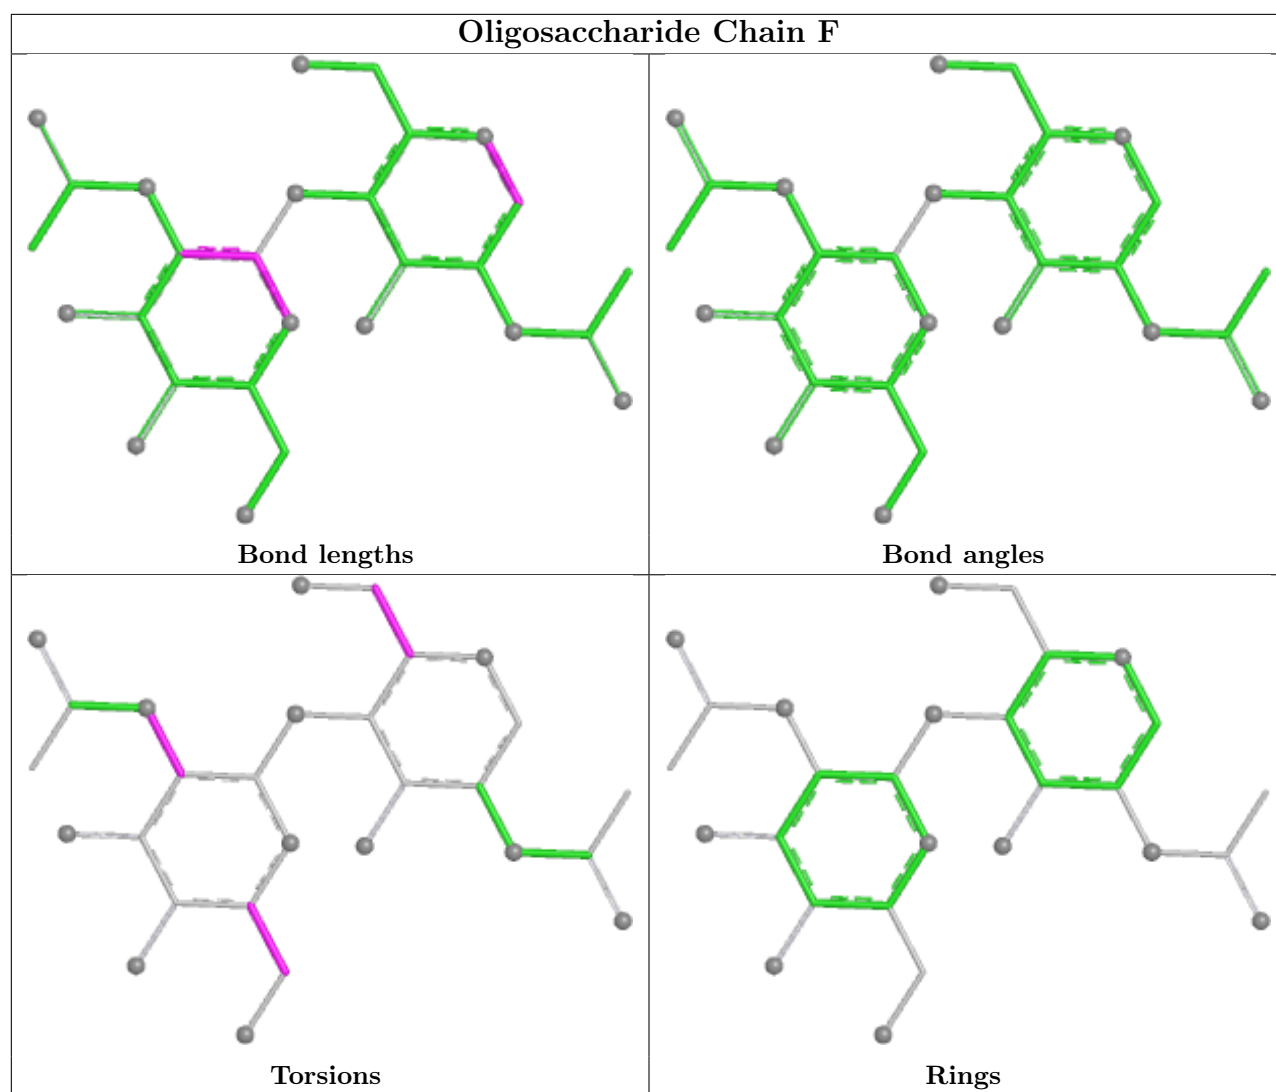 Oligosaccharide Chain F
Bond lengths
Bond angles
Torsions
Rings